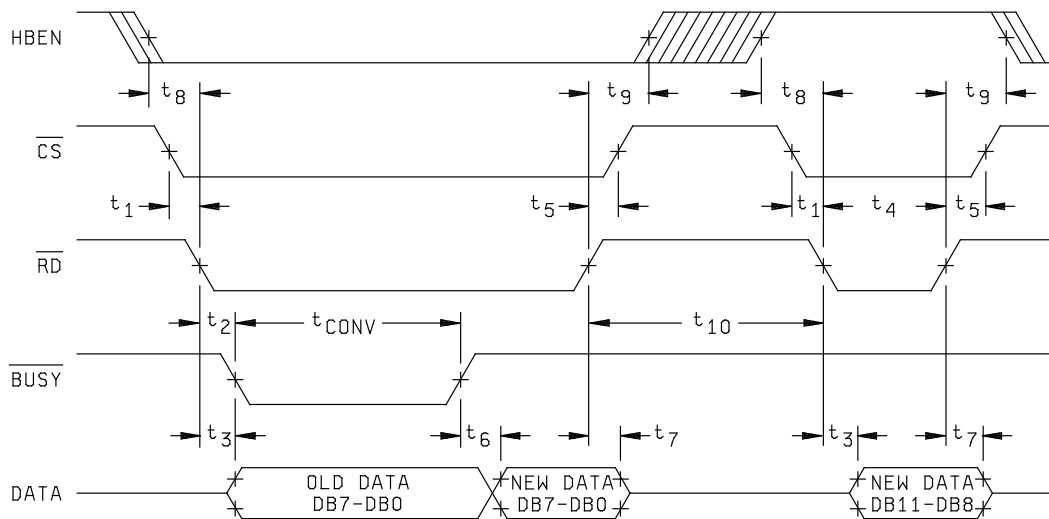 HBEN
t8 t9 t8 t9
CS
t1 t5 t1 t4 t5
RD
t2 tCONV t10
BUSY
t3 t6 t7 t3 t7
DATA
OLD DATA
DB7-DB0
NEW DATA
DB7-DB0
NEW DATA
DB11-DB8